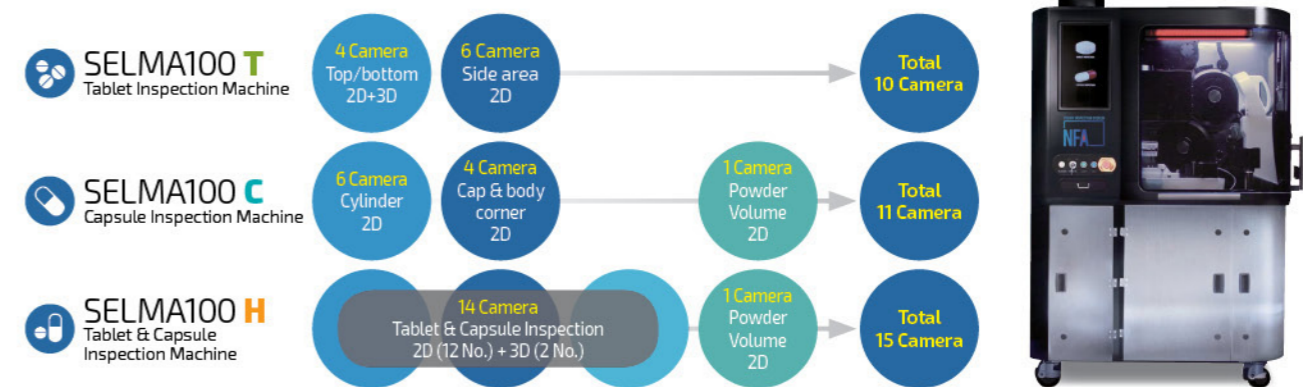 SELMA100 T
Tablet Inspection Machine
4 Camera
Top/bottom
2D+3D
6 Camera
Side area
2D
Total
10 Camera
SELMA100 C
Capsule Inspection Machine
6 Camera
Cylinder
2D
4 Camera
Cap & body
corner
2D
1 Camera
Powder
Volume
2D
Total
11 Camera
SELMA100 H
Tablet & Capsule
Inspection Machine
14 Camera
Tablet & Capsule Inspection
2D (12 No.) + 3D (2 No.)
1 Camera
Powder
Volume
2D
Total
15 Camera
NFA